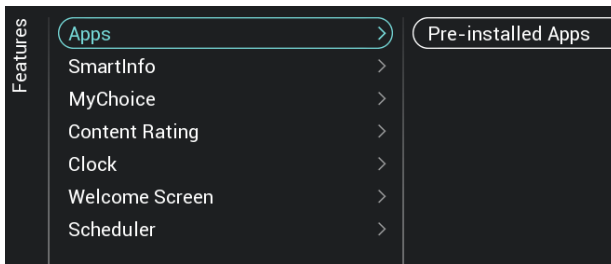 Features
Apps
Pre-installed Apps
SmartInfo
MyChoice
Content Rating
Clock
Welcome Screen
Scheduler